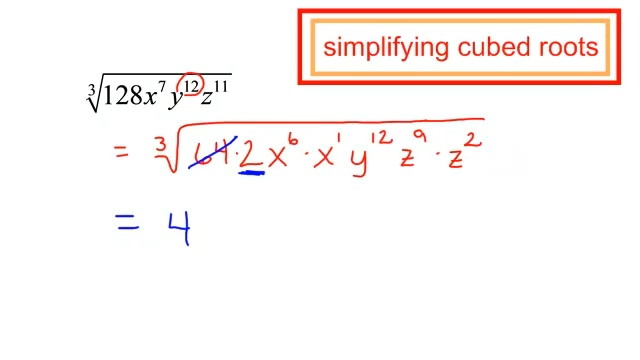 simplifying cubed roots
∛(128x⁷y¹²z¹¹)
= ∛(64 · 2x⁶ · x¹y¹²z⁹ · z²)
= 4